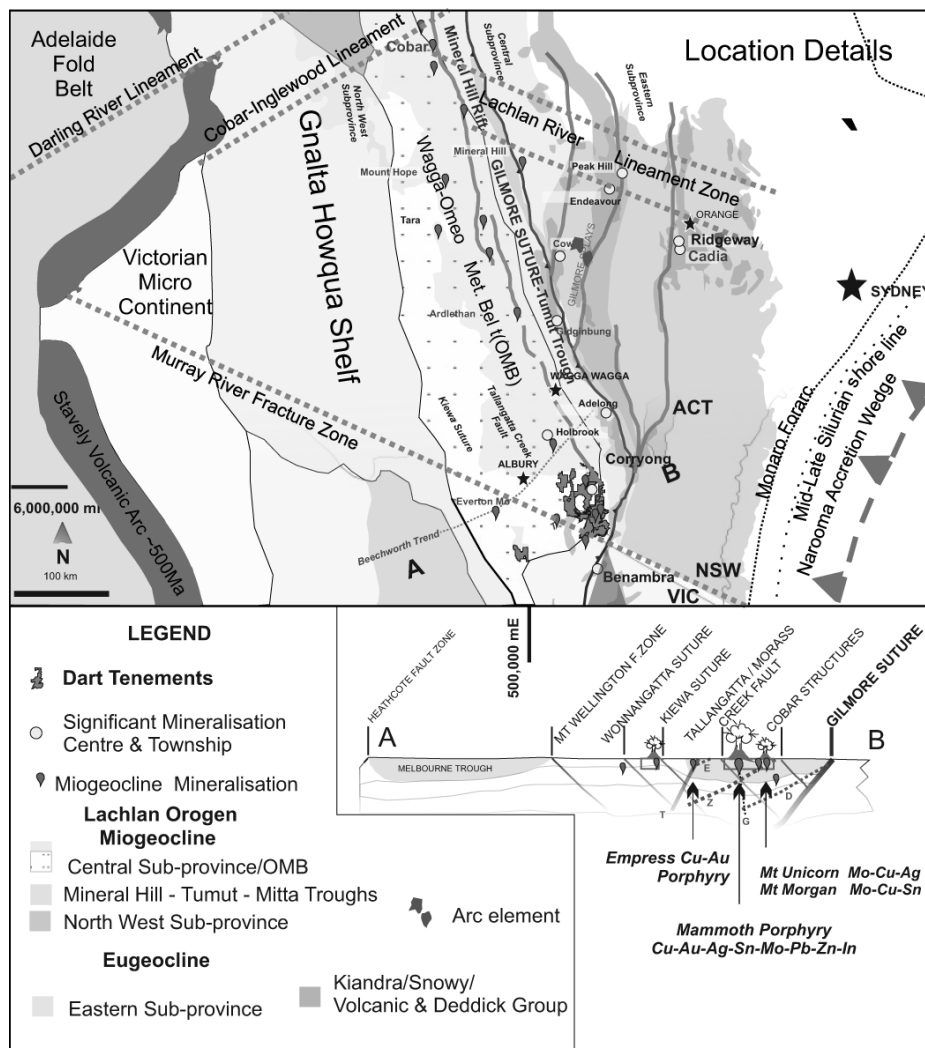 Adelaide
Fold
Belt
Darling River Lineament
Cobar-Inglewood Lineament
North West
Subprovince
Cobar
Mineral Hill Rift
Central
Subprovince
Eastern
Subprovince
Location Details
Lachlan River
Lineament Zone
Gnalta Howqua Shelf
Mount Hope
Mineral Hill
Peak Hill
Endeavour
ORANGE
Ridgeway
Cadia
Tara
Wagga-Omeo
Met. Bel t(OMB)
GILMORE SUTURE-Tumut Trough
Cow
Victorian
Micro
Continent
Ardlethan
Gidginbung
SYDNEY
Murray River Fracture Zone
WAGGA WAGGA
Kiewa Suture
Tallangatta Creek
Fault
Adelong
ACT
Holbrook
Corryong
ALBURY
B
Monaro Forarc
Mid-Late Silurian shore line
Narooma Accretion Wedge
Stavely Volcanic Arc ~500Ma
6,000,000 mN
N
100 km
Everton Mo
Beechworth Trend
A
Benambra
NSW
VIC
500,000 mE
LEGEND
Dart Tenements
Significant Mineralisation
Centre & Township
Miogeocline Mineralisation
Lachlan Orogen
Miogeocline
Central Sub-province/OMB
Mineral Hill - Tumut - Mitta Troughs
North West Sub-province
Arc element
Eugeocline
Eastern Sub-province
Kiandra/Snowy/
Volcanic & Deddick Group
HEATHCOTE FAULT ZONE
MT WELLINGTON F.ZONE
WONNANGATTA SUTURE
KIEWA SUTURE
TALLANGATTA / MORASS
CREEK FAULT
COBAR STRUCTURES
GILMORE SUTURE
A
B
MELBOURNE TROUGH
E
Z
T
G
D
Empress Cu-Au
Porphyry
Mt Unicorn Mo-Cu-Ag
Mt Morgan Mo-Cu-Sn
Mammoth Porphyry
Cu-Au-Ag-Sn-Mo-Pb-Zn-In